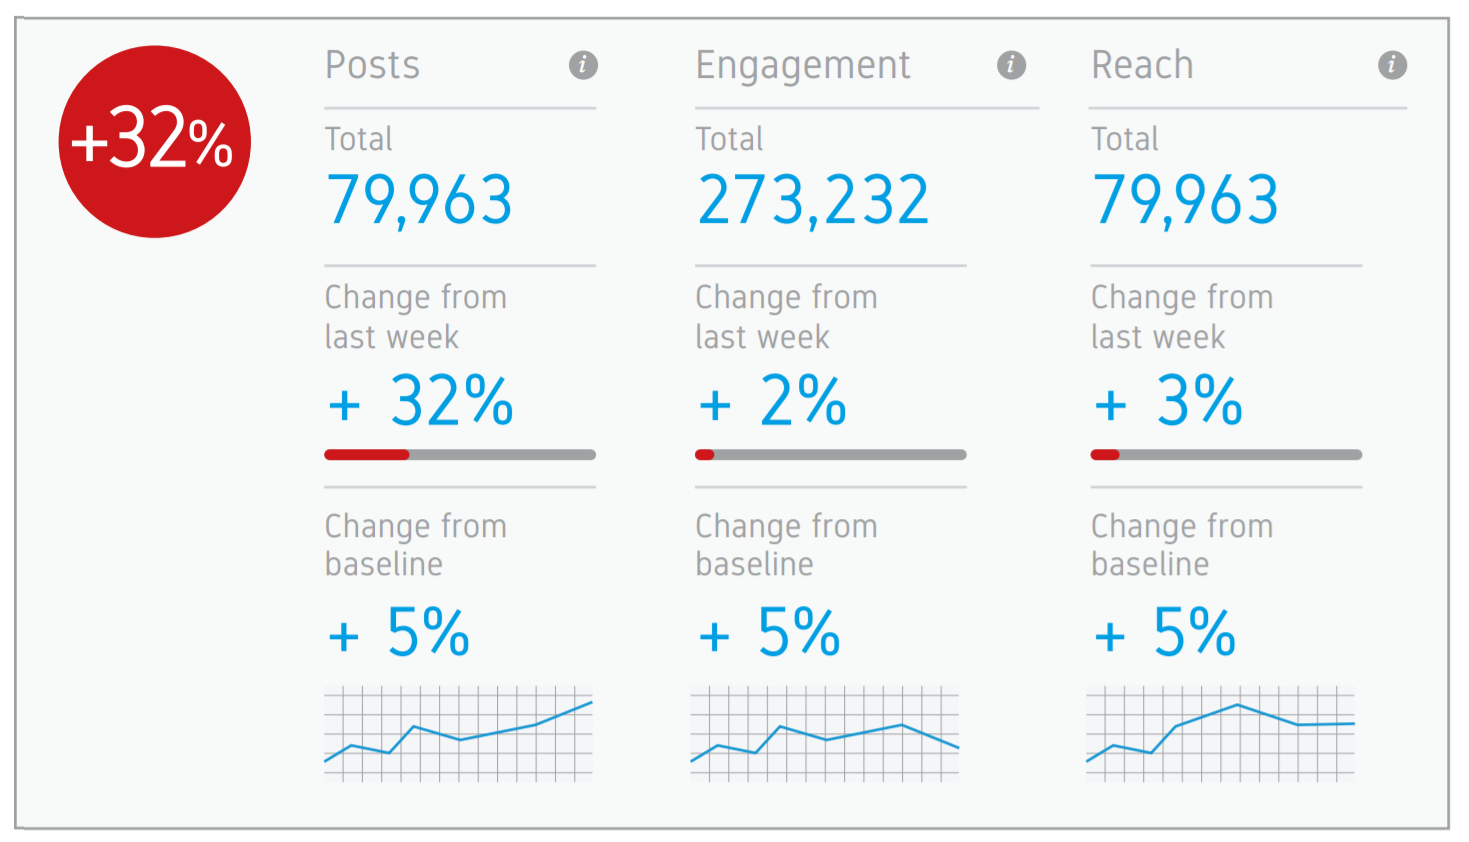 +32%
Posts i
Total
79,963
Change from
last week
+ 32%
Change from
baseline
+ 5%
Engagement i
Total
273,232
Change from
last week
+ 2%
Change from
baseline
+ 5%
Reach i
Total
79,963
Change from
last week
+ 3%
Change from
baseline
+ 5%